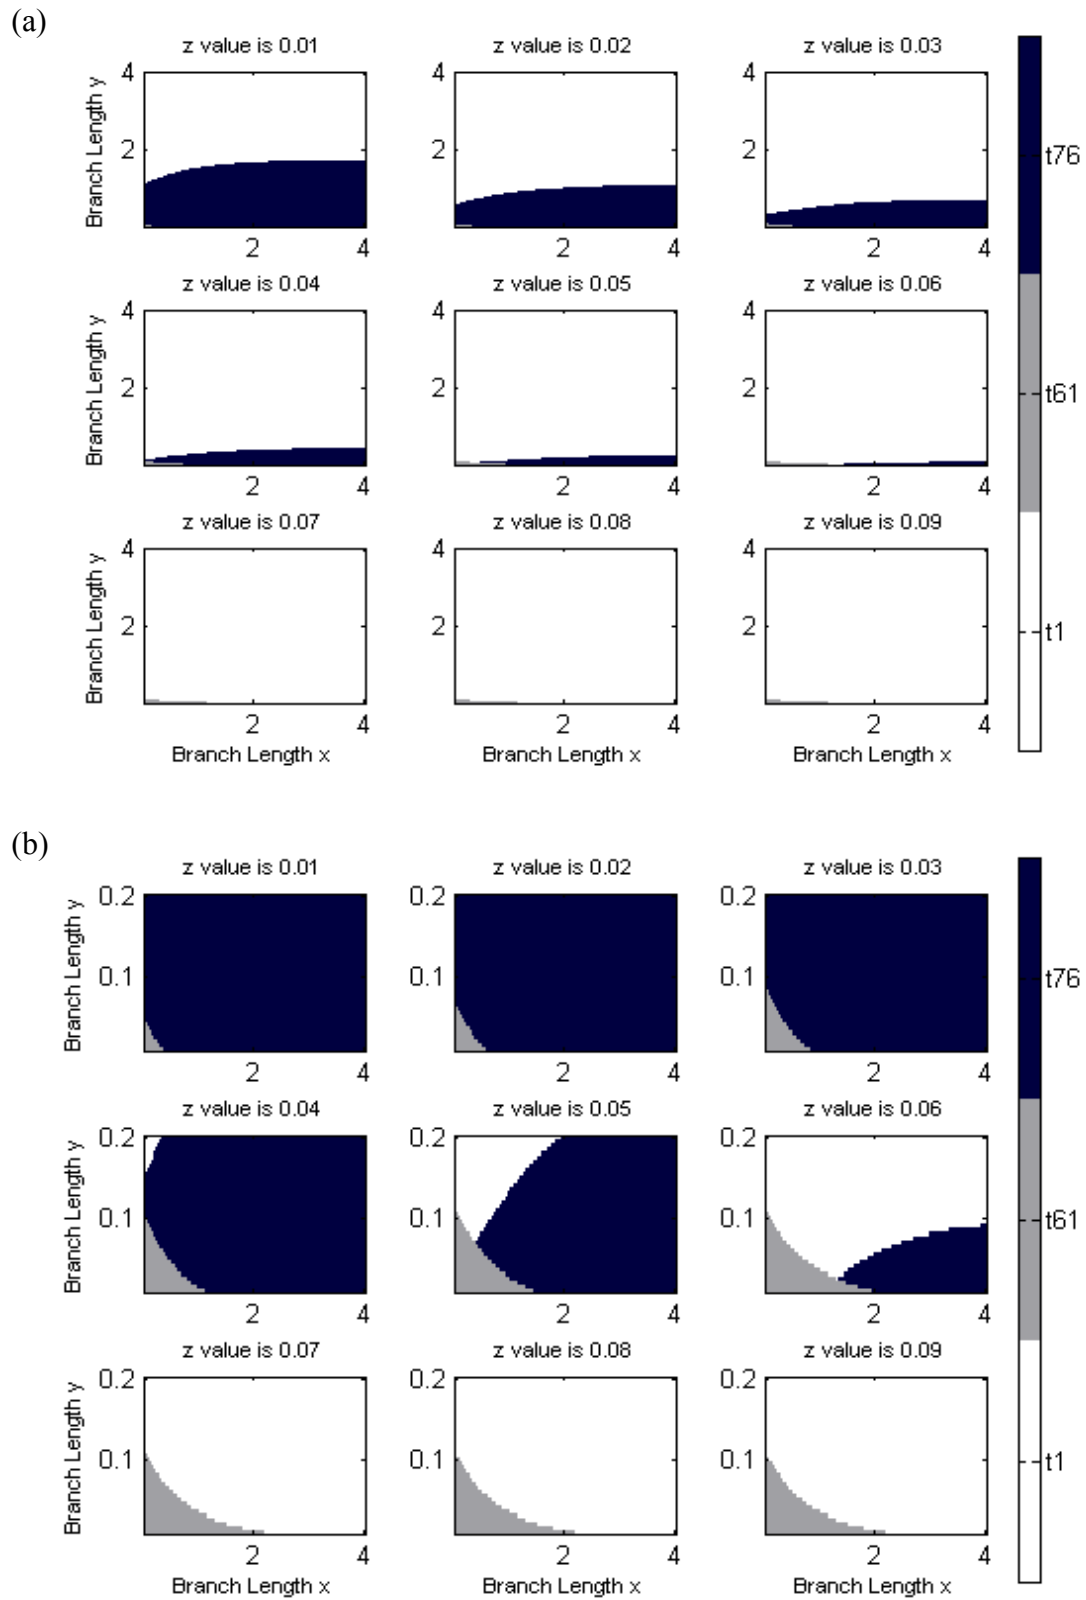 (a)
z value is 0.01 z value is 0.02 z value is 0.03
Branch Length y 4 2 4 2 4 2 t76
2 4 2 4 2 4
z value is 0.04 z value is 0.05 z value is 0.06
Branch Length y 4 2 4 2 4 2 t61
2 4 2 4 2 4
z value is 0.07 z value is 0.08 z value is 0.09
Branch Length y 4 2 4 2 4 2 t1
2 4 2 4 2 4
Branch Length x Branch Length x Branch Length x
(b)
z value is 0.01 z value is 0.02 z value is 0.03
Branch Length y 0.2 0.1 0.2 0.1 0.2 0.1 t76
2 4 2 4 2 4
z value is 0.04 z value is 0.05 z value is 0.06
Branch Length y 0.2 0.1 0.2 0.1 0.2 0.1 t61
2 4 2 4 2 4
z value is 0.07 z value is 0.08 z value is 0.09
Branch Length y 0.2 0.1 0.2 0.1 0.2 0.1 t1
2 4 2 4 2 4
Branch Length x Branch Length x Branch Length x